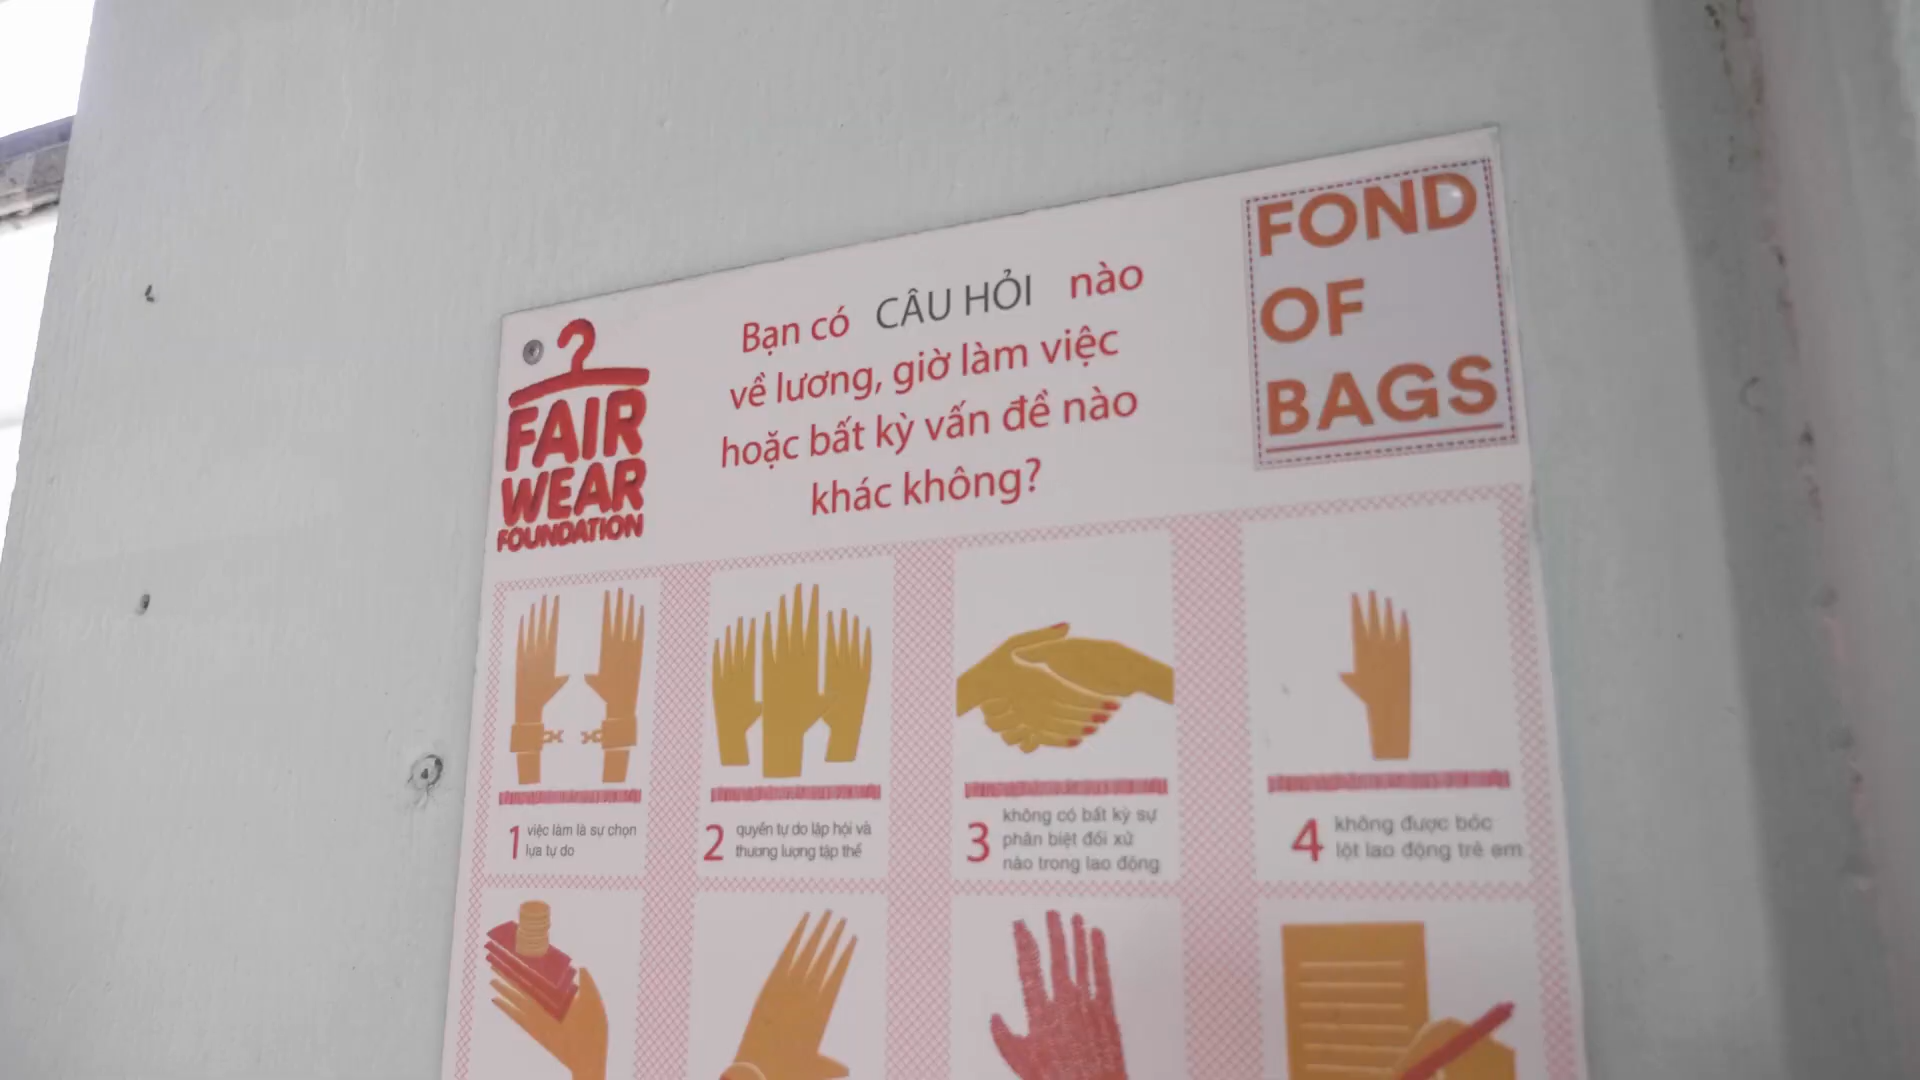 FAIR
WEAR
FOUNDATION
Bạn có CÂU HỎI nào
về lương, giờ làm việc
hoặc bất kỳ vấn đề nào
khác không?
FOND
OF
BAGS
1 việc làm là sự chọn
lựa tự do
2 quyền tự do lập hội và
thương lượng tập thể
3 không có bất kỳ sự
phân biệt đối xử
nào trong lao động
4 không được bóc
lột lao động trẻ em